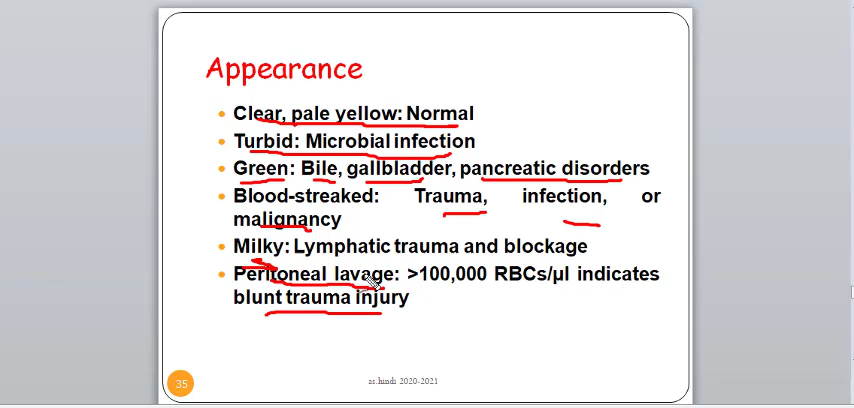 Appearance
• Clear, pale yellow: Normal
• Turbid: Microbial infection
• Green: Bile, gallbladder, pancreatic disorders
• Blood-streaked: Trauma, infection, or
malignancy
• Milky: Lymphatic trauma and blockage
• Peritoneal lavage: >100,000 RBCs/µl indicates
blunt trauma injury
35
as.hindi 2020-2021